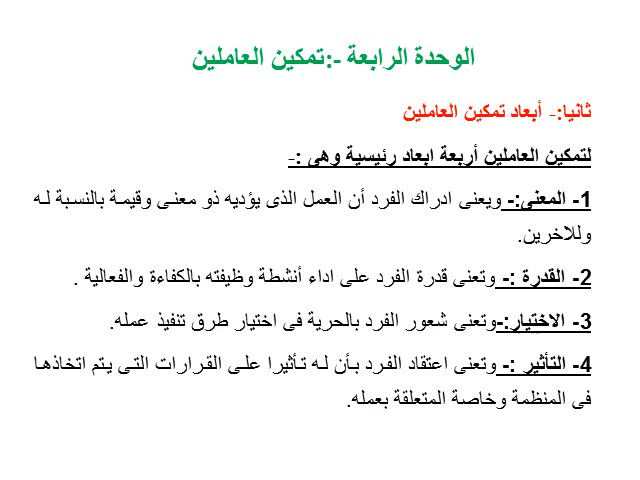 الوحدة الرابعة -:تمكين العاملين
ثانيا:- أبعاد تمكين العاملين
لتمكين العاملين أربعة ابعاد رئيسية وهى :-
1- المعنى:- ويعنى ادراك الفرد أن العمل الذى يؤديه ذو معنى وقيمة بالنسبة له
وللاخرين.
2- القدرة :- وتعنى قدرة الفرد على اداء أنشطة وظيفته بالكفاءة والفعالية .
3- الاختيار:-وتعنى شعور الفرد بالحرية فى اختيار طرق تنفيذ عمله.
4- التأثير :- وتعنى اعتقاد الفرد بأن له تأثيرا على القرارات التى يتم اتخاذها
فى المنظمة وخاصة المتعلقة بعمله.